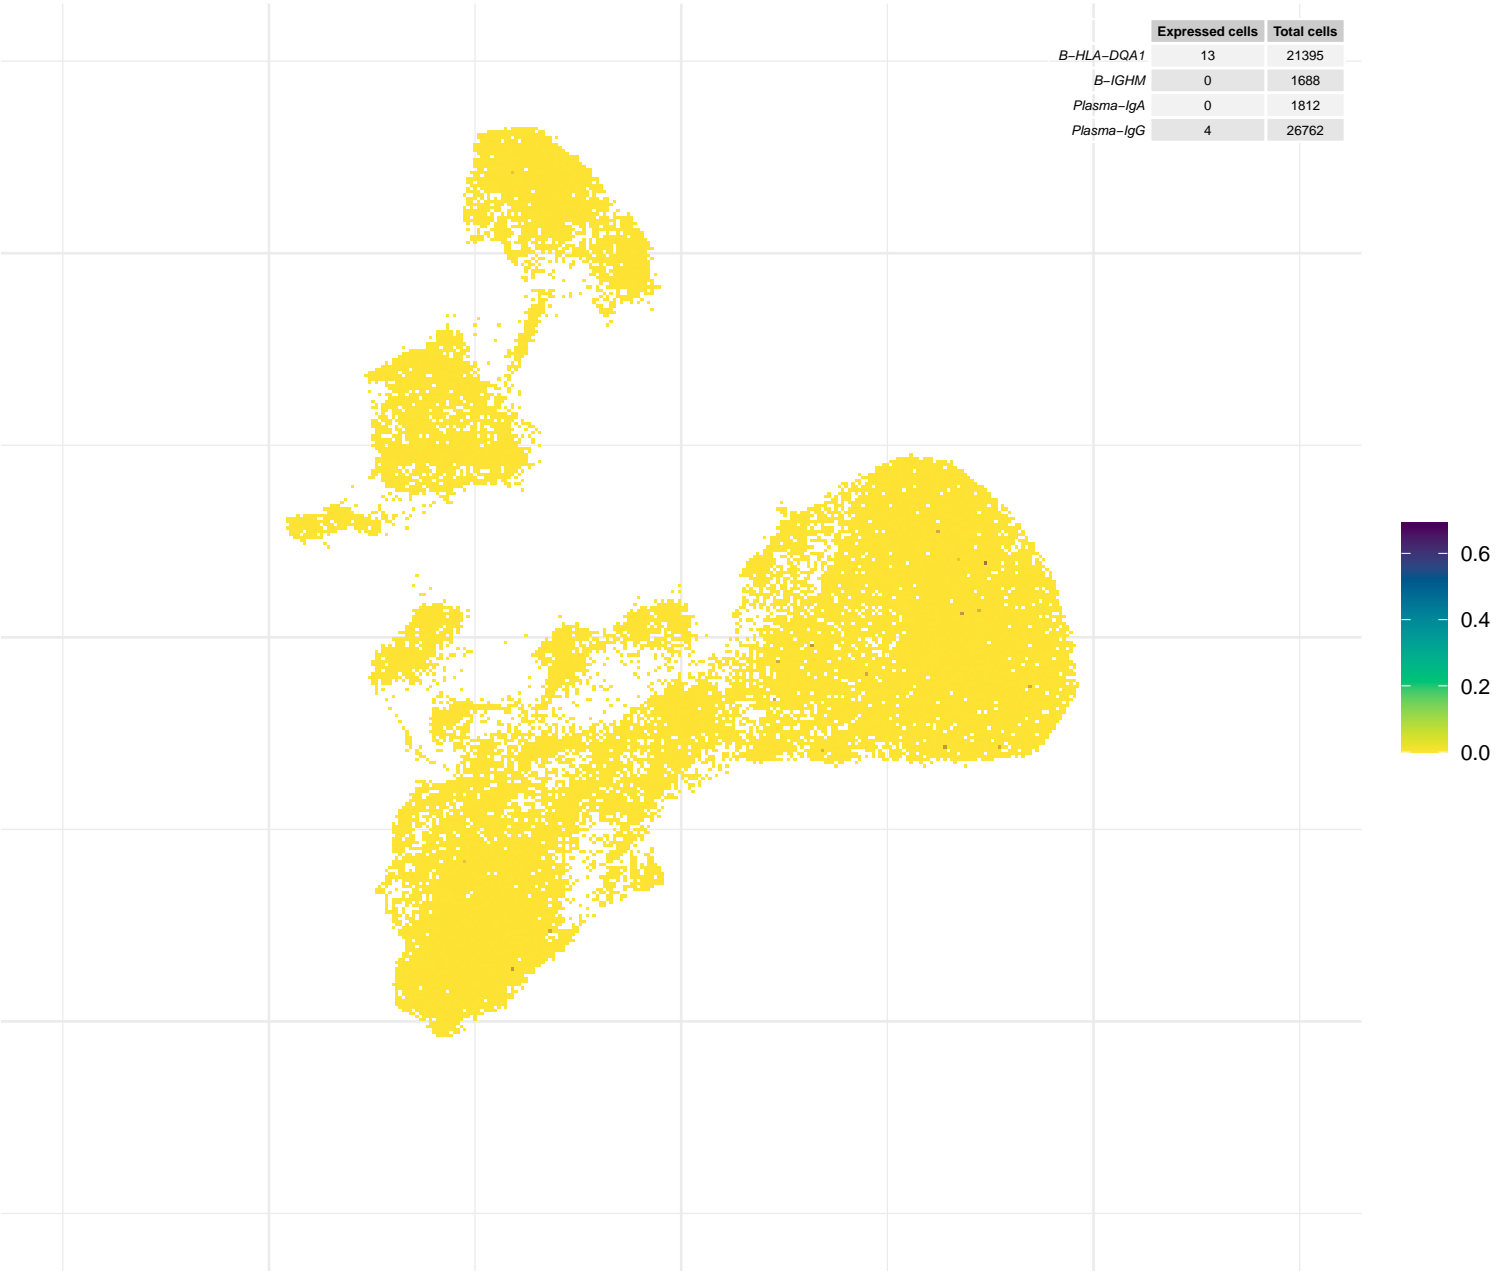 Expressed cells Total cells
B−HLA−DQA1 13 21395
B−IGHM 0 1688
Plasma−IgA 0 1812
Plasma−IgG 4 26762
0.6
0.4
0.2
0.0